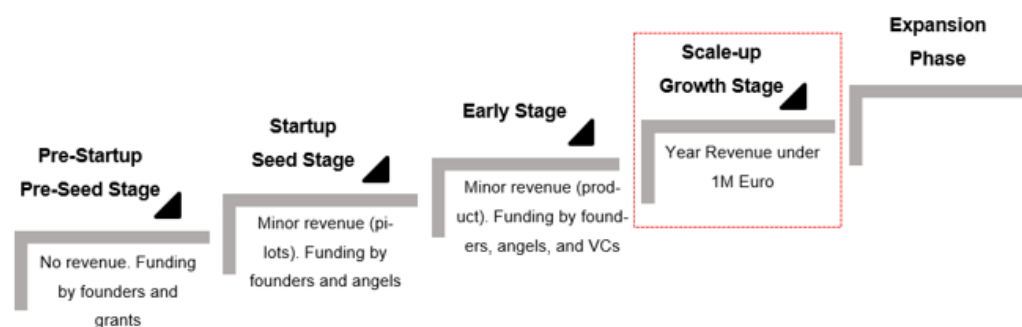 Pre-Startup
Pre-Seed Stage
No revenue. Funding
by founders and
grants
Startup
Seed Stage
Minor revenue (pi-
lots). Funding by
founders and angels
Early Stage
Minor revenue (prod-
uct). Funding by found-
ers, angels, and VCs
Scale-up
Growth Stage
Year Revenue under
1M Euro
Expansion
Phase